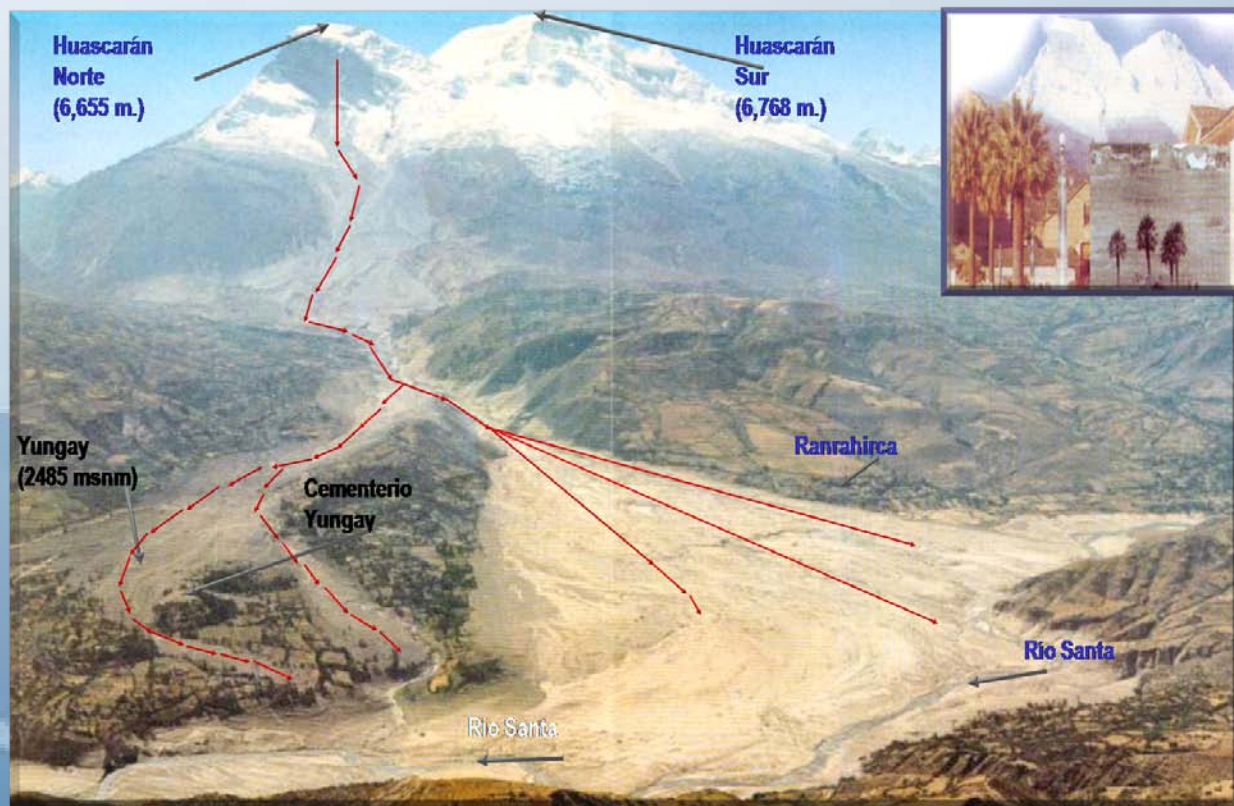 Huascarán
Norte
(6,655 m.)
Huascarán
Sur
(6,768 m.)
Yungay
(2485 msnm)
Cementerio
Yungay
Ranrahirca
Río Santa
Río Santa